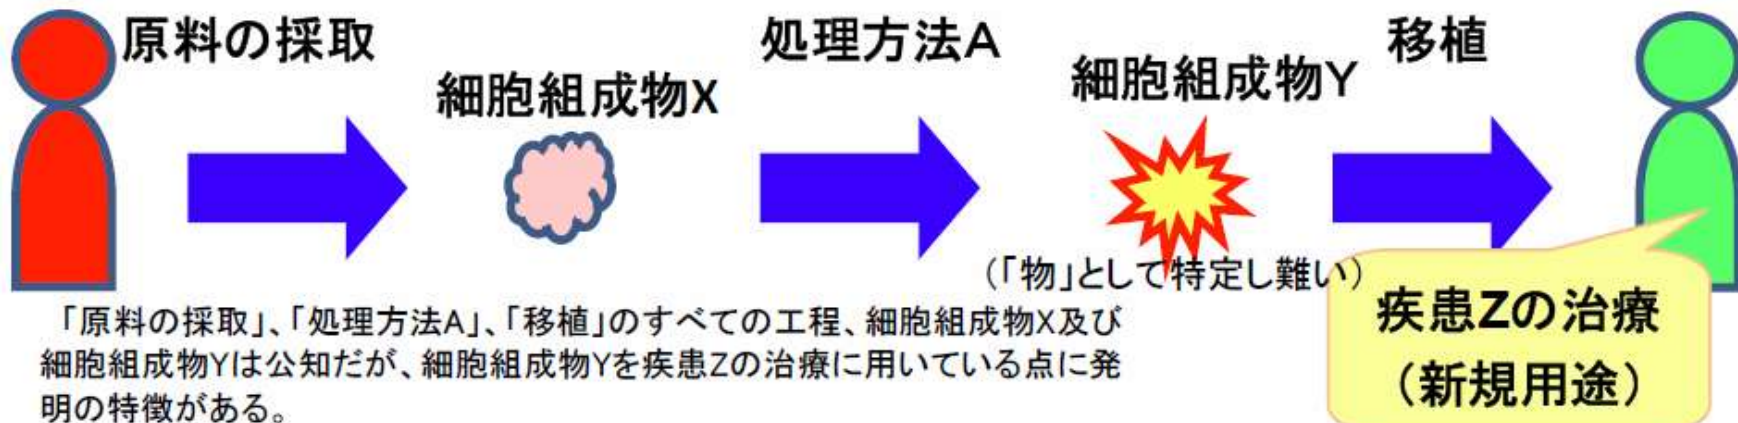 原料の採取
処理方法A
移植
細胞組成物X
細胞組成物Y
(「物」として特定し難い)
「原料の採取」、「処理方法A」、「移植」のすべての工程、細胞組成物X及び
細胞組成物Yは公知だが、細胞組成物Yを疾患Zの治療に用いている点に発
明の特徴がある。
疾患Zの治療
(新規用途)